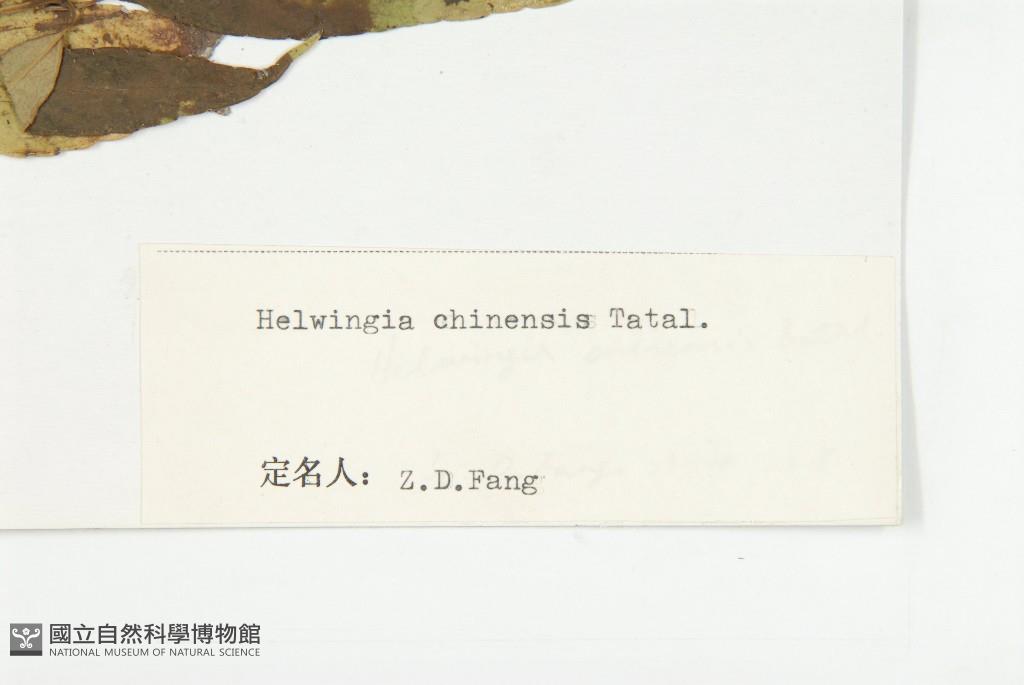 Helwingia chinensis Tatal.
定名人: Z.D.Fang
國立自然科學博物館
NATIONAL MUSEUM OF NATURAL SCIENCE